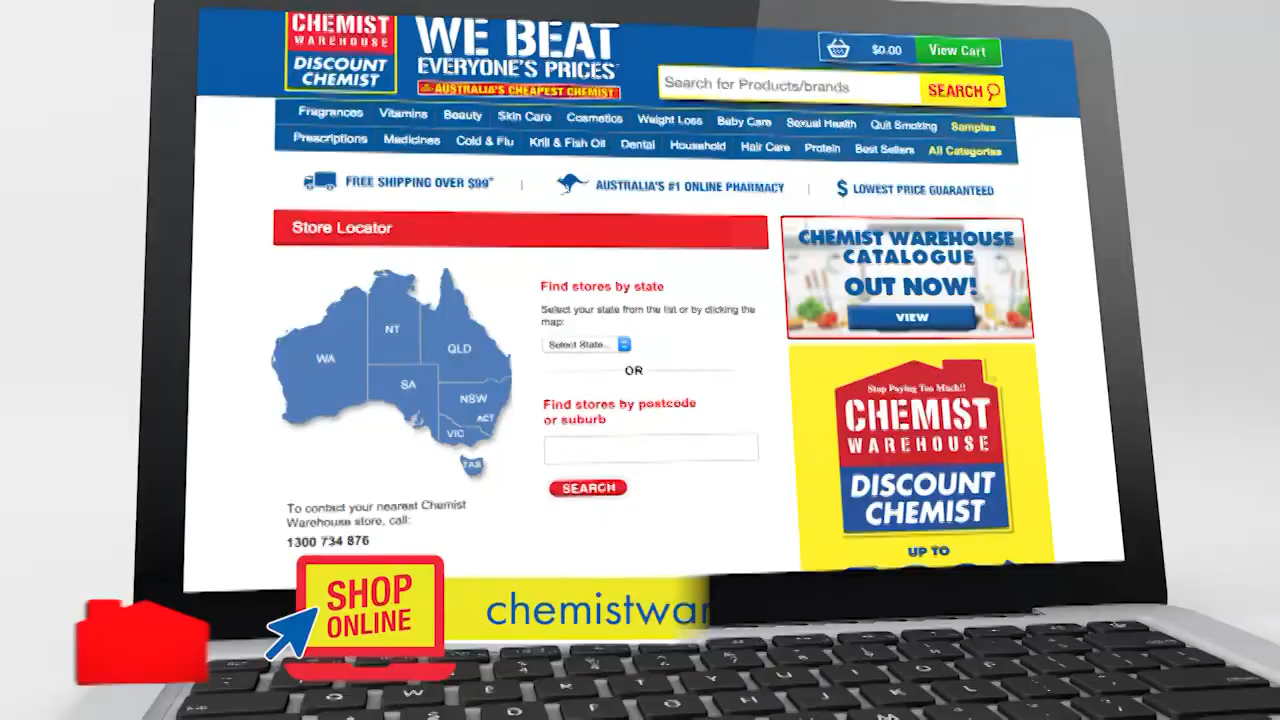 CHEMIST
WAREHOUSE
DISCOUNT
CHEMIST
WE BEAT
EVERYONE'S PRICES
AUSTRALIA'S CHEAPEST CHEMIST
$0.00 View Cart
Search for Products/brands SEARCH
Fragrances Vitamins Beauty Skin Care Cosmetics Weight Loss Baby Care Sexual Health Quit Smoking Samples
Prescriptions Medicines Cold & Flu Krill & Fish Oil Dental Household Hair Care Protein Best Sellers All Categories
FREE SHIPPING OVER $99
AUSTRALIA'S #1 ONLINE PHARMACY
$ LOWEST PRICE GUARANTEED
Store Locator
WA
NT
QLD
SA
NSW
ACT
VIC
TAS
Find stores by state
Select your state from the list or by clicking the
map:
Select State...
OR
Find stores by postcode
or suburb
SEARCH
To contact your nearest Chemist
Warehouse store, call:
1300 734 876
CHEMIST WAREHOUSE
CATALOGUE
OUT NOW!
VIEW
Stop Paying Too Much!!
CHEMIST
WAREHOUSE
DISCOUNT
CHEMIST
UP TO
SHOP
ONLINE
chemistwar